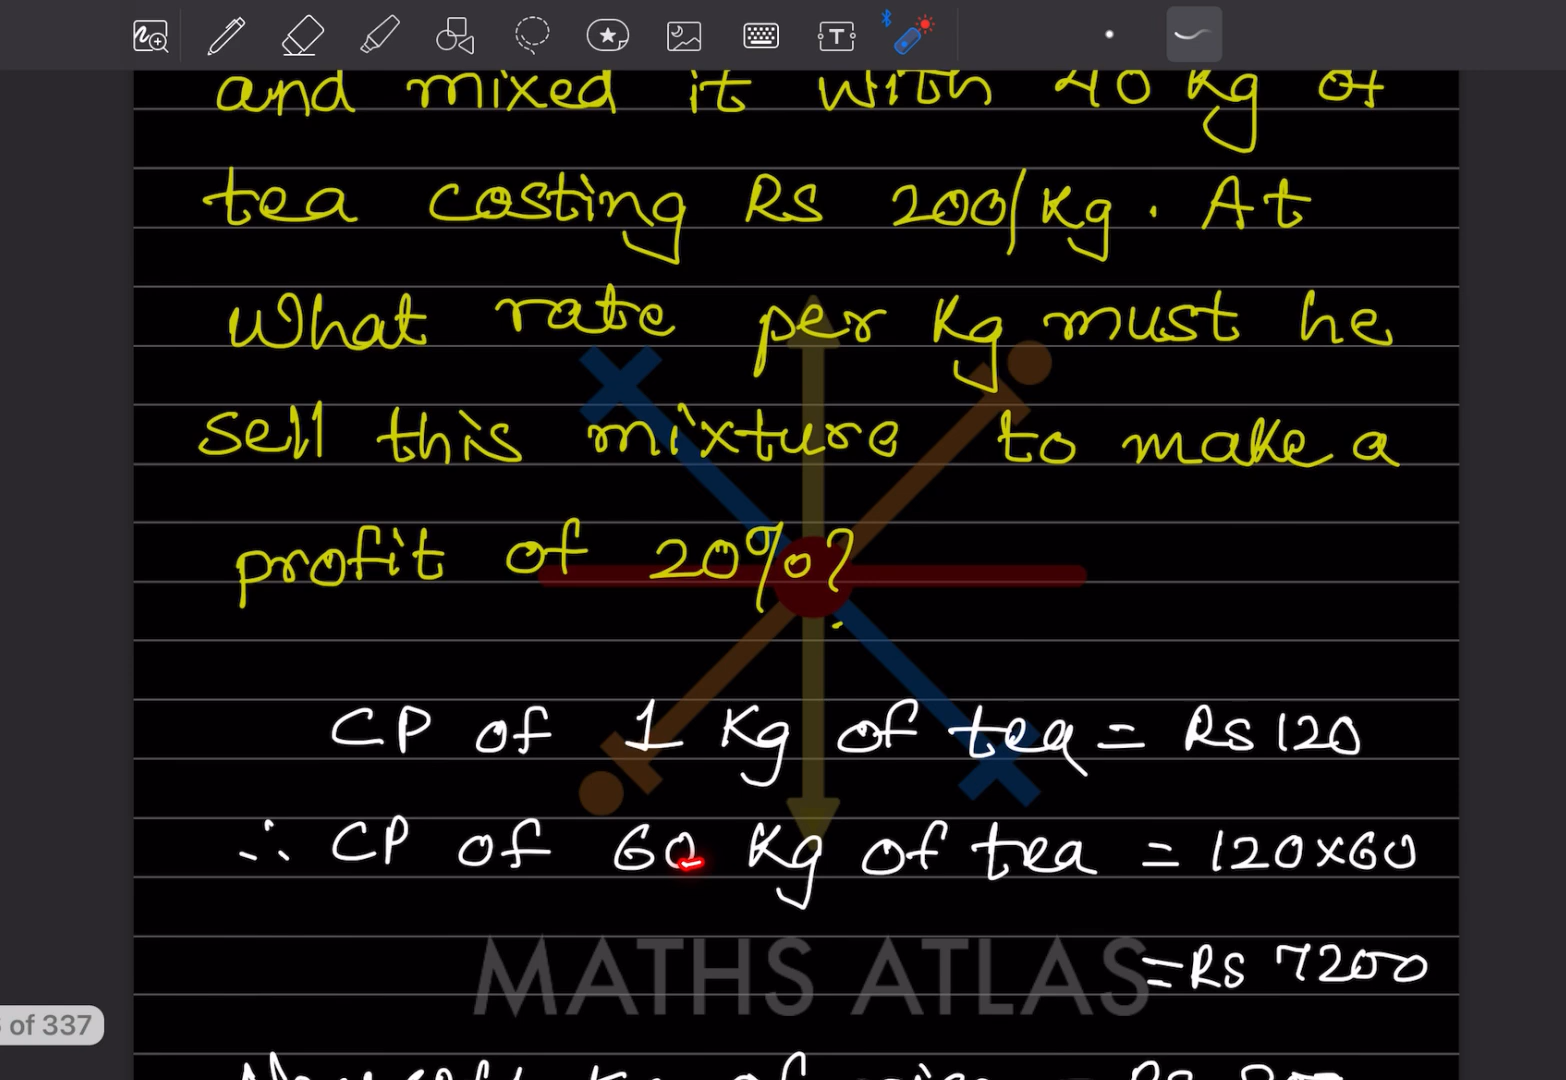 and mixed it with 40 Kg of
tea costing Rs 200/Kg. At
what rate per Kg must he
sell this mixture to make a
profit of 20%?
CP of 1 Kg of tea = Rs 120
∴ CP of 60 Kg of tea = 120x60
MATHS ATLAS
=Rs 7200
of 337